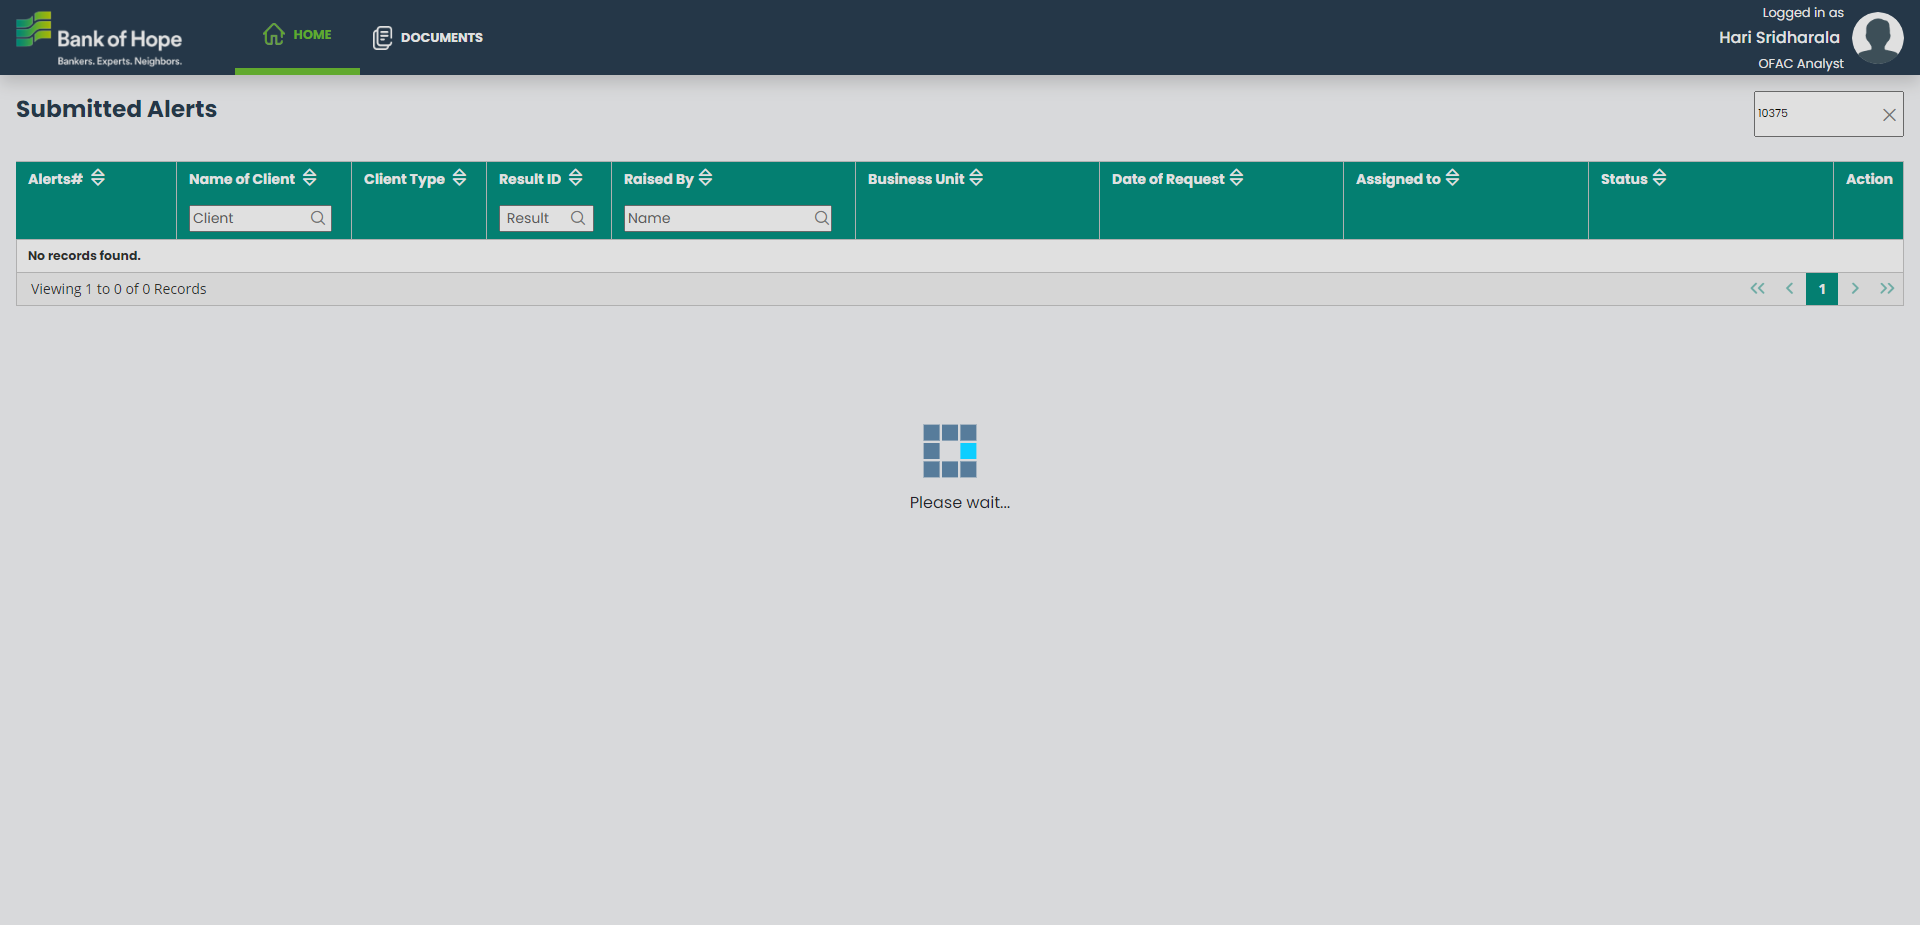 Bank of Hope
Bankers. Experts. Neighbors.
HOME
DOCUMENTS
Logged in as
Hari Sridharala
OFAC Analyst
Submitted Alerts
10375
Alerts# Name of Client Client Type Result ID Raised By Business Unit Date of Request Assigned to Status Action
Client Result Name
No records found.
Viewing 1 to 0 of 0 Records
1
Please wait...